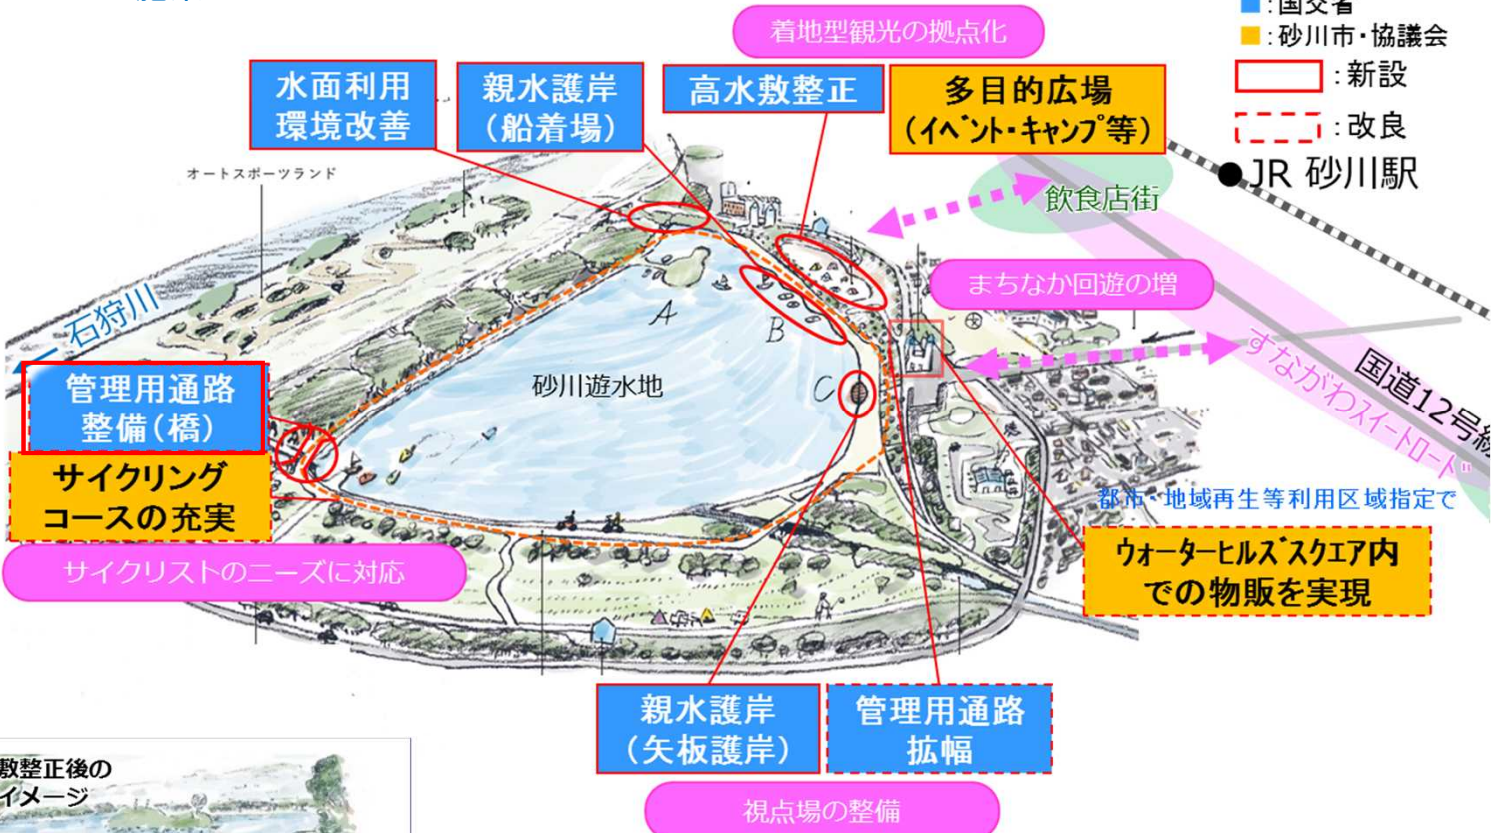 着地型観光の拠点化
:国交省
:砂川市・協議会
:新設
:改良
水面利用
環境改善
親水護岸
(船着場)
高水敷整正
多目的広場
(イベント・キャンプ等)
JR 砂川駅
オートスポーツランド
飲食店街
まちなか回遊の増
石狩川
A
B
C
砂川遊水地
国道12号線
すながわスイートロード
管理用通路
整備(橋)
サイクリング
コースの充実
サイクリストのニーズに対応
都市・地域再生等利用区域指定で
ウォーターヒルズスクエア内
での物販を実現
親水護岸
(矢板護岸)
管理用通路
拡幅
視点場の整備
敷整正後の
イメージ